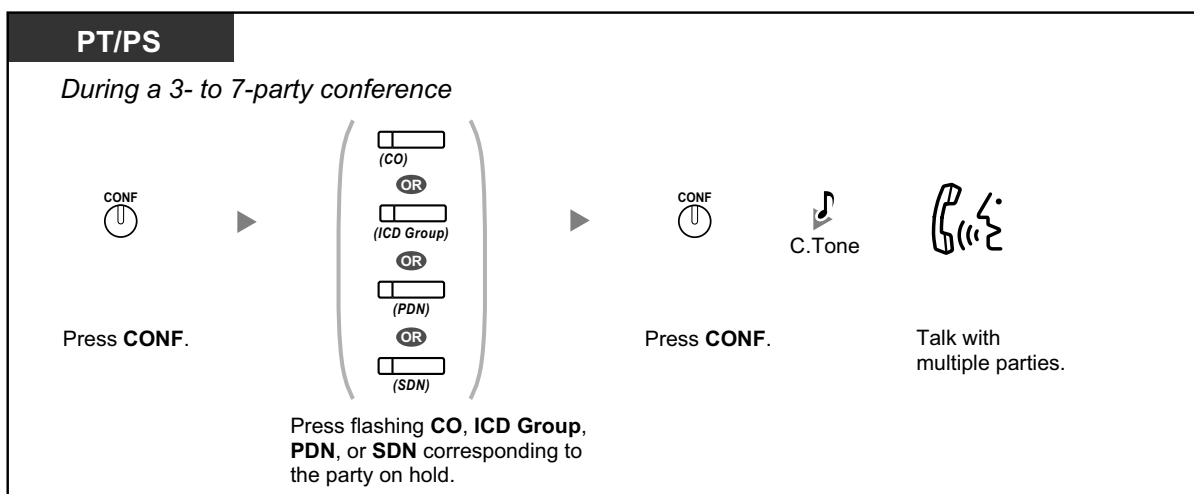 PT/PS
During a 3- to 7-party conference
CONF
(CO)
OR
(ICD Group)
OR
(PDN)
OR
(SDN)
CONF
C.Tone
Press CONF.
Press flashing CO, ICD Group,
PDN, or SDN corresponding to
the party on hold.
Press CONF.
Talk with
multiple parties.